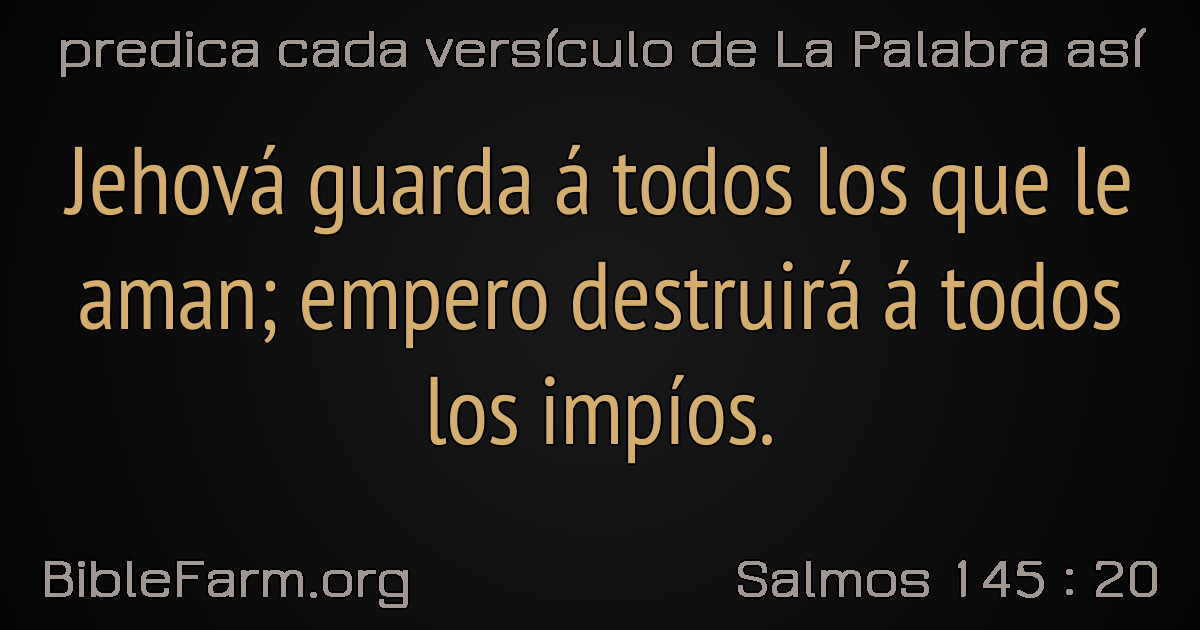 predica cada versículo de La Palabra así
Jehová guarda á todos los que le
aman; empero destruirá á todos
los impíos.
BibleFarm.org
Salmos 145 : 20